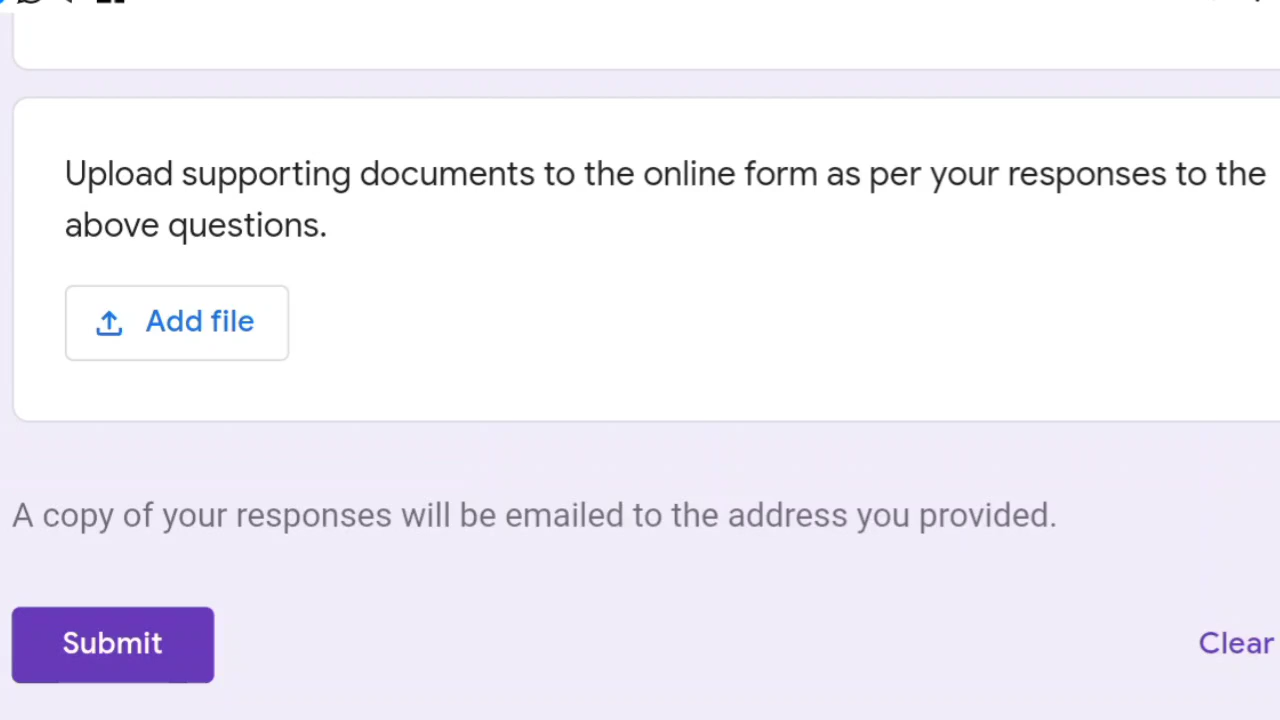 Upload supporting documents to the online form as per your responses to the
above questions.
Add file
A copy of your responses will be emailed to the address you provided.
Submit
Clear